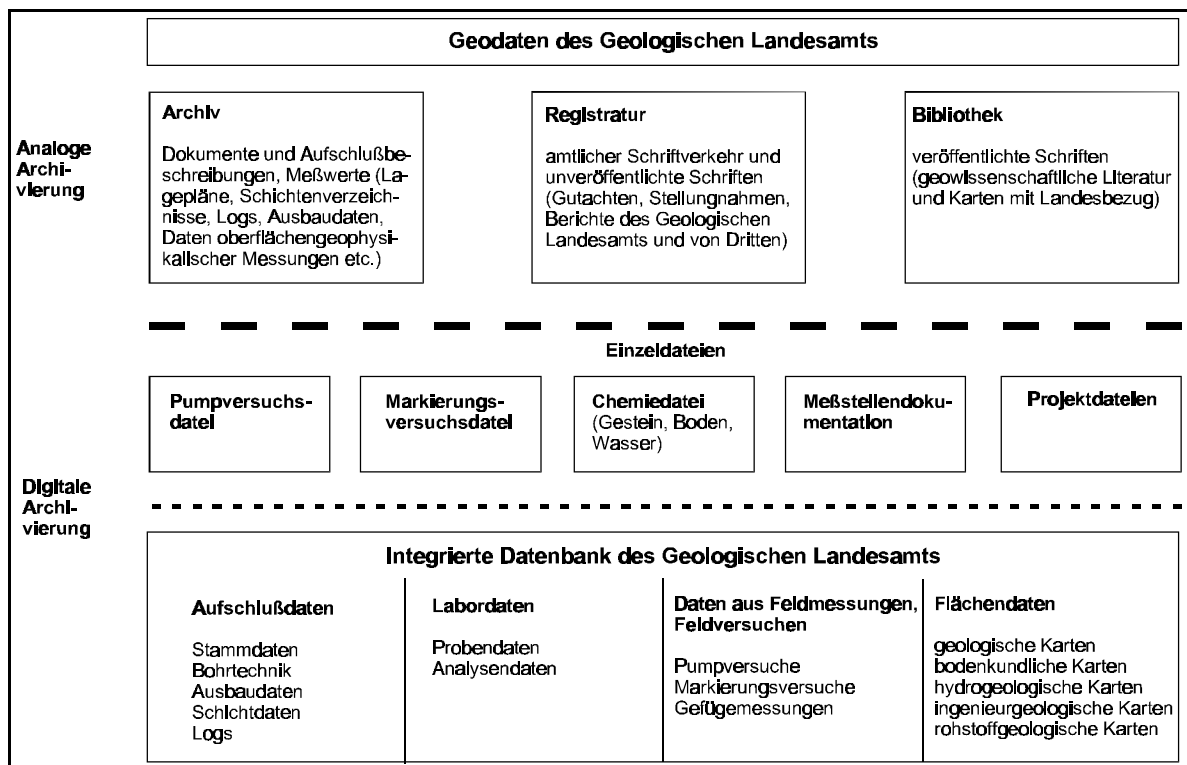 Geodaten des Geologischen Landesamts
Analoge
Archi-
vierung
Archiv
Dokumente und Aufschlußbe-
schreibungen, Meßwerte (La-
gepläne, Schichtenverzeich-
nisse, Logs, Ausbaudaten,
Daten oberflächengeophysi-
kalischer Messungen etc.)
Registratur
amtlicher Schriftverkehr und
unveröffentlichte Schriften
(Gutachten, Stellungnahmen,
Berichte des Geologischen
Landesamts und von Dritten)
Bibliothek
veröffentlichte Schriften
(geowissenschaftliche Literatur
und Karten mit Landesbezug)
Einzeldateien
Pumpversuchs-
datei
Markierungs-
versuchsdatei
Chemiedatei
(Gestein, Boden,
Wasser)
Meßstellendoku-
mentation
Projektdateien
Digitale
Archi-
vierung
Integrierte Datenbank des Geologischen Landesamts
Aufschlußdaten
Stammdaten
Bohrtechnik
Ausbaudaten
Schichtdaten
Logs
Labordaten
Probendaten
Analysendaten
Daten aus Feldmessungen,
Feldversuchen
Pumpversuche
Markierungsversuche
Gefügemessungen
Flächendaten
geologische Karten
bodenkundliche Karten
hydrogeologische Karten
ingenieurgeologische Karten
rohstoffgeologische Karten